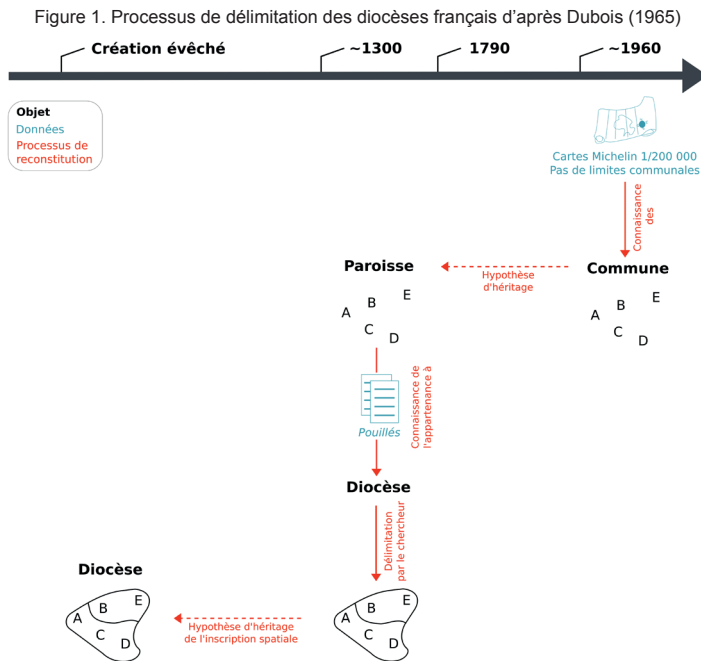 Figure 1. Processus de délimitation des diocèses français d'après Dubois (1965)
Création évêché
~1300
1790
~1960
Objet
Données
Processus de
reconstitution
Cartes Michelin 1/200 000
Pas de limites communales
Connaissance
des
Paroisse
Hypothèse
d'héritage
Commune
A
B
E
C
D
A
B
E
C
D
Pouillés
Connaissance de
l'appartenance à
Diocèse
Délimitation
par le chercheur
Diocèse
A
B
E
C
D
Hypothèse d'héritage
de l'inscription spatiale
A
B
E
C
D